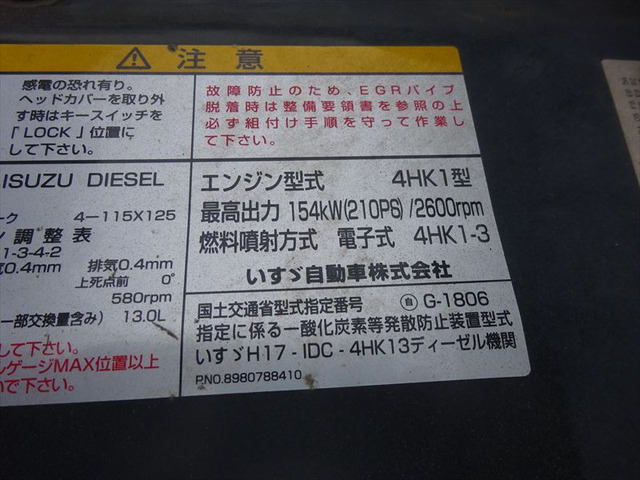 ⚠ 注意
感電の恐れ有り。
ヘッドカバーを取り外
す時はキースイッチを
「LOCK」位置に
して下さい。
故障防止のため、EGRパイプ
脱着時は整備要領書を参照の上
必ず組付け手順を守って作業し
て下さい。
ISUZU DIESEL
ーク 4-115X125
調整表
1-3-4-2
0.4mm 排気0.4mm
上死点前 0°
580rpm
一部交換量含み) 13.0L
して下さい。
ルゲージMAX位置以上
いで下さい。
エンジン型式 4HK1型
最高出力 154kW(210PS)/2600rpm
燃料噴射方式 電子式 4HK1-3
いすゞ自動車株式会社
国土交通省型式指定番号 自 G-1806
指定に係る一酸化炭素等発散防止装置型式
いすゞH17-IDC-4HK13ディーゼル機関
P.NO.8980788410